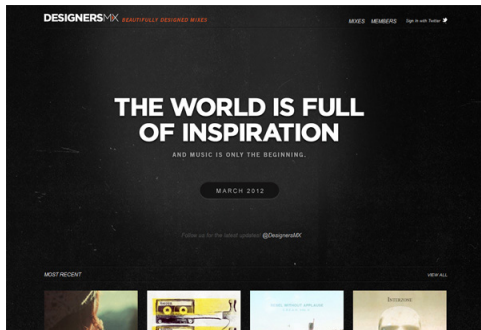 DESIGNERSMX BEAUTIFULLY DESIGNED MIXES
MIXES MEMBERS Sign in with Twitter
THE WORLD IS FULL
OF INSPIRATION
AND MUSIC IS ONLY THE BEGINNING.
MARCH 2012
Follow us for the latest updates! @DesignersMX
MOST RECENT
VIEW ALL
INTERZONE